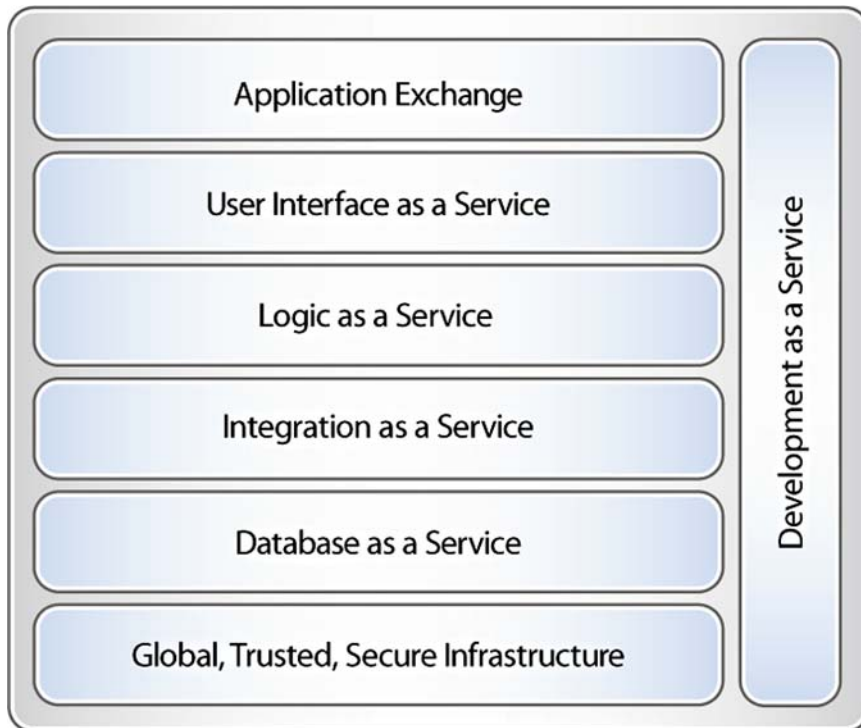 Application Exchange
User Interface as a Service
Logic as a Service
Integration as a Service
Database as a Service
Global, Trusted, Secure Infrastructure
Development as a Service